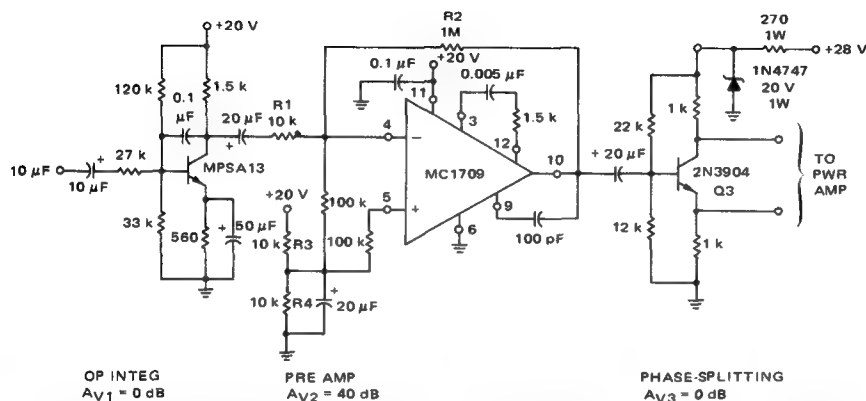 R2
1M
+20 V
0.1 µF
+20 V
270
1W
+28 V
1N4747
20 V
1W
120k
1.5 k
0.1
µF
20 µF
+
R1
10 k
11
0.005 µF
3
1.5 k
12
4
−
MC1709
10
5
+
9
6
100 pF
10 µF
+
10 µF
27 k
MPSA13
33 k
560
+
50 µF
+20 V
10 k
R3
100 k
100k
10 k
R4
+
20 µF
+ 20 µF
22 k
1 k
2N3904
Q3
12 k
1 k
TO
PWR
AMP
OP INTEG
AV1 = 0 dB
PRE AMP
AV2 = 40 dB
PHASE-SPLITTING
AV3 = 0 dB